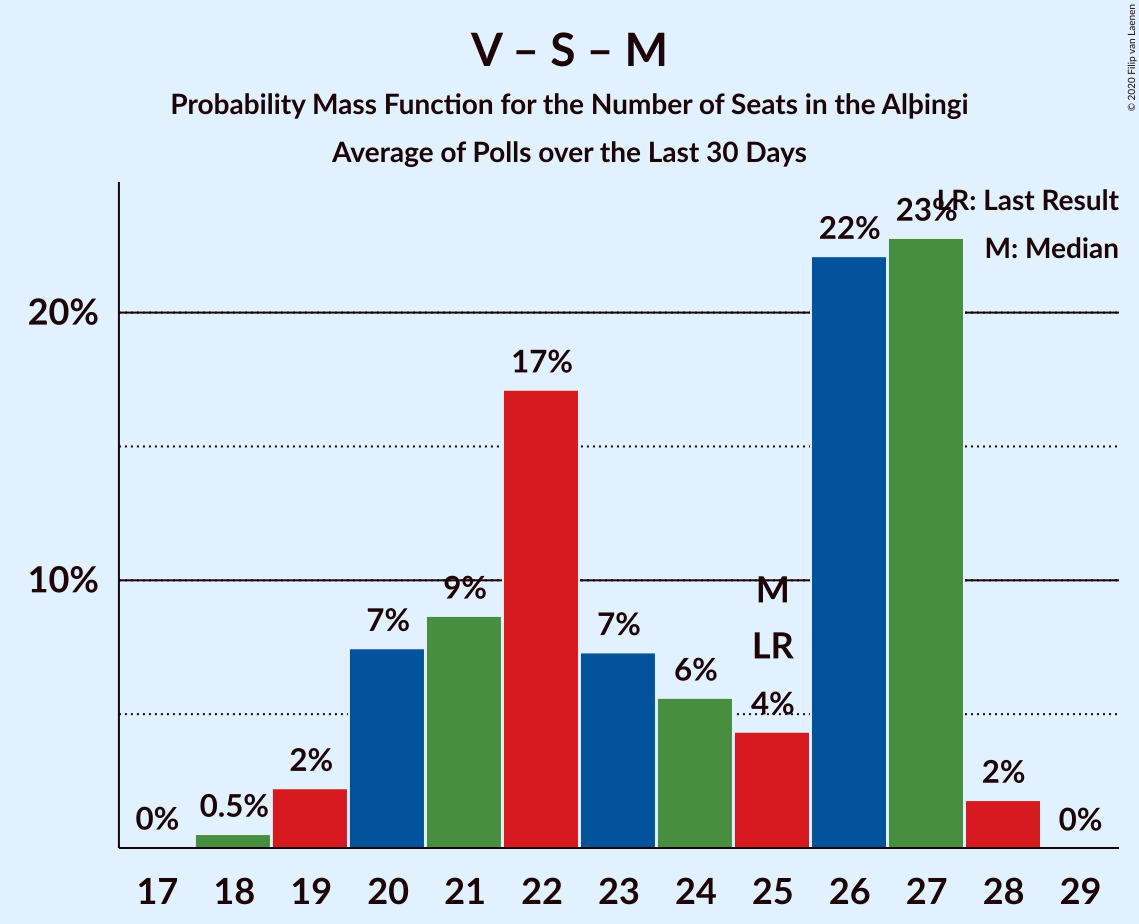 V – S – M
Probability Mass Function for the Number of Seats in the Alþingi
Average of Polls over the Last 30 Days
© 2020 Filip van Laenen
LR: Last Result
M: Median
20%
10%
0%
0.5%
2%
7%
9%
17%
7%
6%
M
LR
4%
22%
23%
2%
0%
17 18 19 20 21 22 23 24 25 26 27 28 29